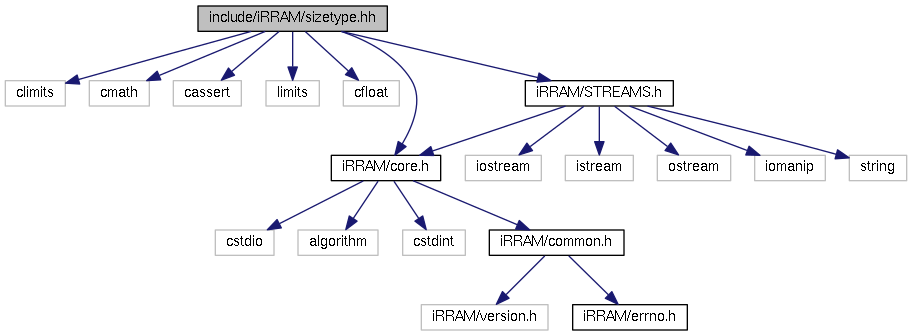 include/iRRAM/sizetype.hh
climits
cmath
cassert
limits
cfloat
iRRAM/STREAMS.h
iRRAM/core.h
iostream
istream
ostream
iomanip
string
cstdio
algorithm
cstdint
iRRAM/common.h
iRRAM/version.h
iRRAM/errno.h